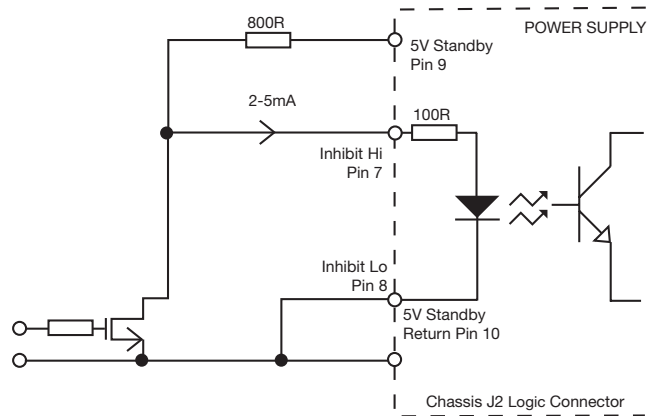 800R
POWER SUPPLY
5V Standby
Pin 9
2-5mA
100R
Inhibit Hi
Pin 7
Inhibit Lo
Pin 8
5V Standby
Return Pin 10
Chassis J2 Logic Connector